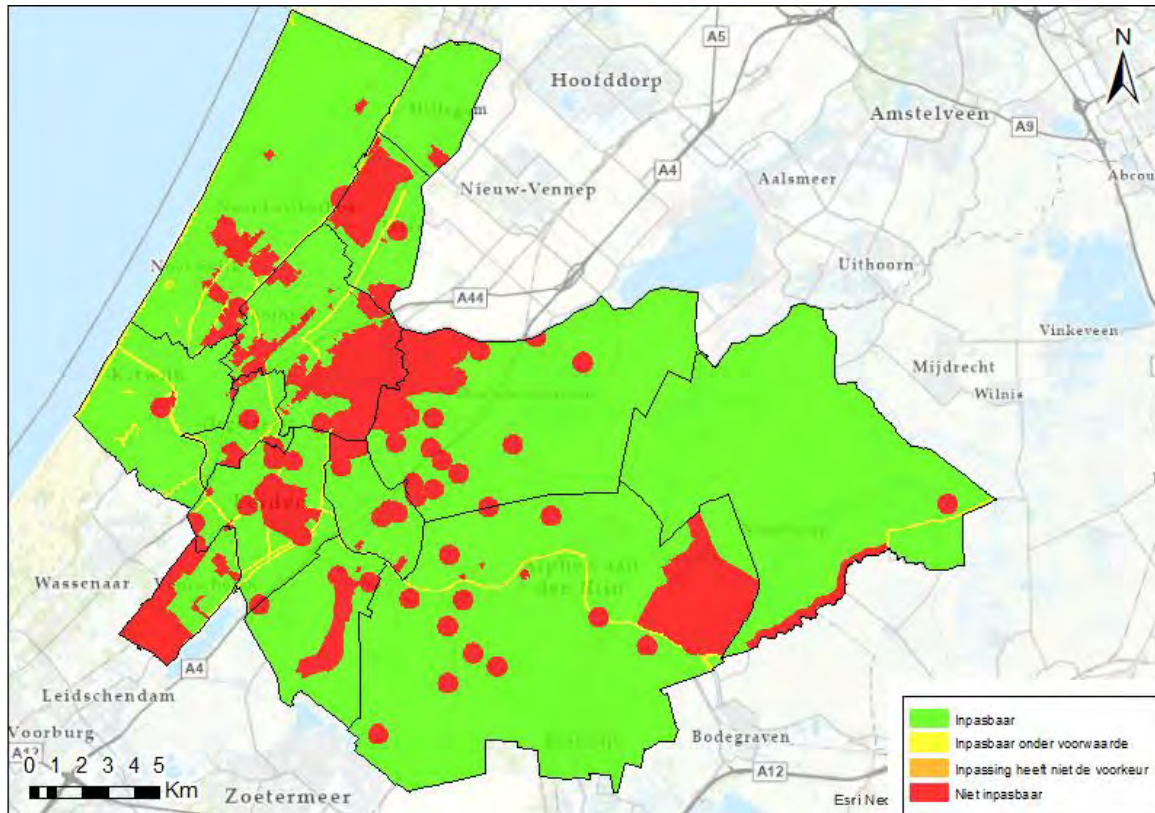 A5
N
Hoofddorp
Hillegom
Amstelveen
A9
A4
Nieuw-Vennep
Aalsmeer
Abcou
Uithoorn
A44
Vinkeveen
Mijdrecht
Wilnis
Katwijk
Leiden
Wassenaar
Alphen aan
den Rijn
A4
Leidschendam
Voorburg
Bodegraven
A12
A12
0 1 2 3 4 5
Km
Zoetermeer
Esri Nee
Inpasbaar
Inpasbaar onder voorwaarde
Inpassing heeft niet de voorkeur
Niet inpasbaar